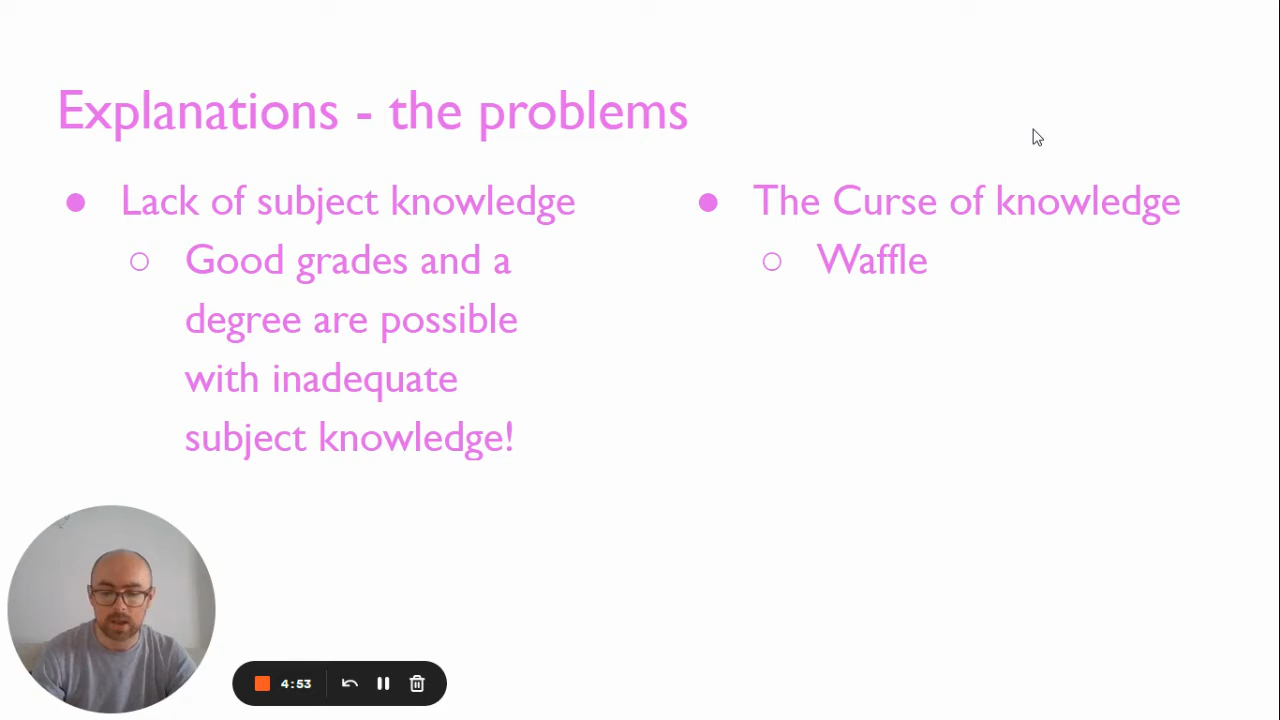 Explanations - the problems
Lack of subject knowledge
Good grades and a
degree are possible
with inadequate
subject knowledge!
The Curse of knowledge
Waffle
4:53